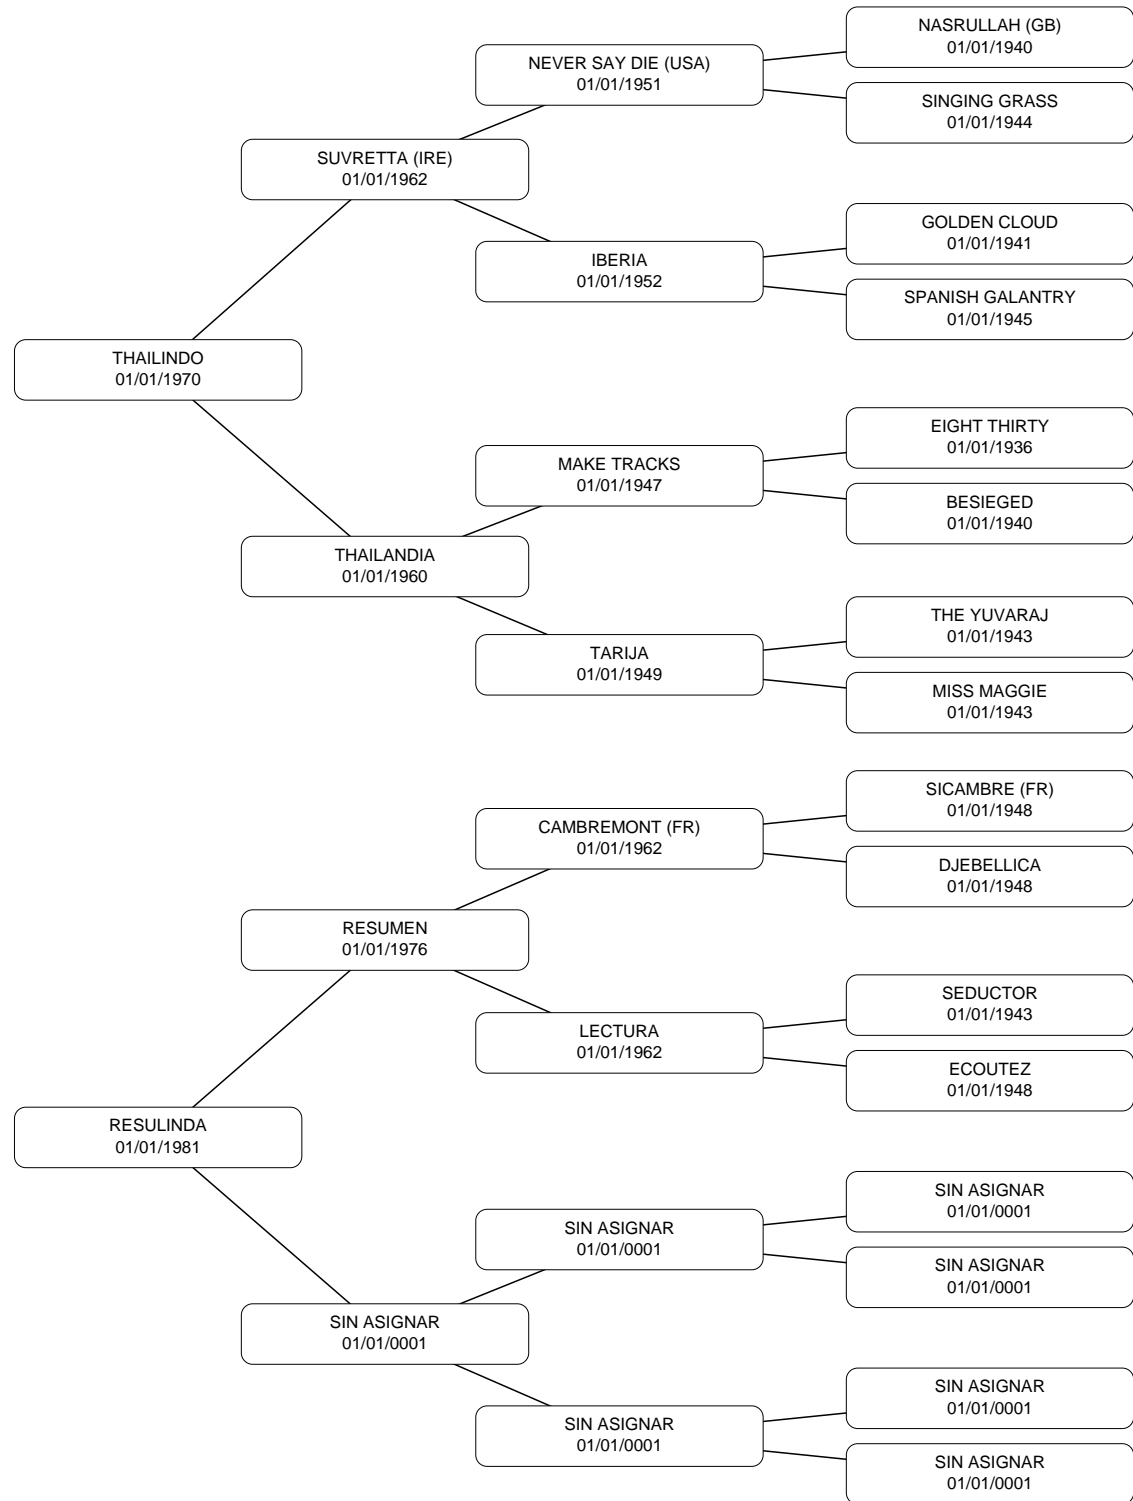 NASRULLAH (GB)
01/01/1940
NEVER SAY DIE (USA)
01/01/1951
SINGING GRASS
01/01/1944
SUVRETTA (IRE)
01/01/1962
GOLDEN CLOUD
01/01/1941
IBERIA
01/01/1952
SPANISH GALANTRY
01/01/1945
THAILINDO
01/01/1970
EIGHT THIRTY
01/01/1936
MAKE TRACKS
01/01/1947
BESIEGED
01/01/1940
THAILANDIA
01/01/1960
THE YUVARAJ
01/01/1943
TARIJA
01/01/1949
MISS MAGGIE
01/01/1943
SICAMBRE (FR)
01/01/1948
CAMBREMONT (FR)
01/01/1962
DJEBELLICA
01/01/1948
RESUMEN
01/01/1976
SEDUCTOR
01/01/1943
LECTURA
01/01/1962
ECOUTEZ
01/01/1948
RESULINDA
01/01/1981
SIN ASIGNAR
01/01/0001
SIN ASIGNAR
01/01/0001
SIN ASIGNAR
01/01/0001
SIN ASIGNAR
01/01/0001
SIN ASIGNAR
01/01/0001
SIN ASIGNAR
01/01/0001
SIN ASIGNAR
01/01/0001